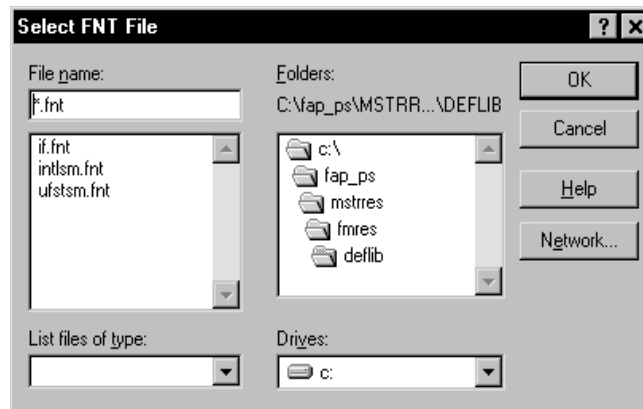 Select FNT File
File name:
*.fnt
if.fnt
intlsm.fnt
ufstsm.fnt
List files of type:
Folders:
C:\fap_ps\MSTRR...\DEFLIB
c:\
fap_ps
mstrres
fmres
deflib
Drives:
c:
OK
Cancel
Help
Network...